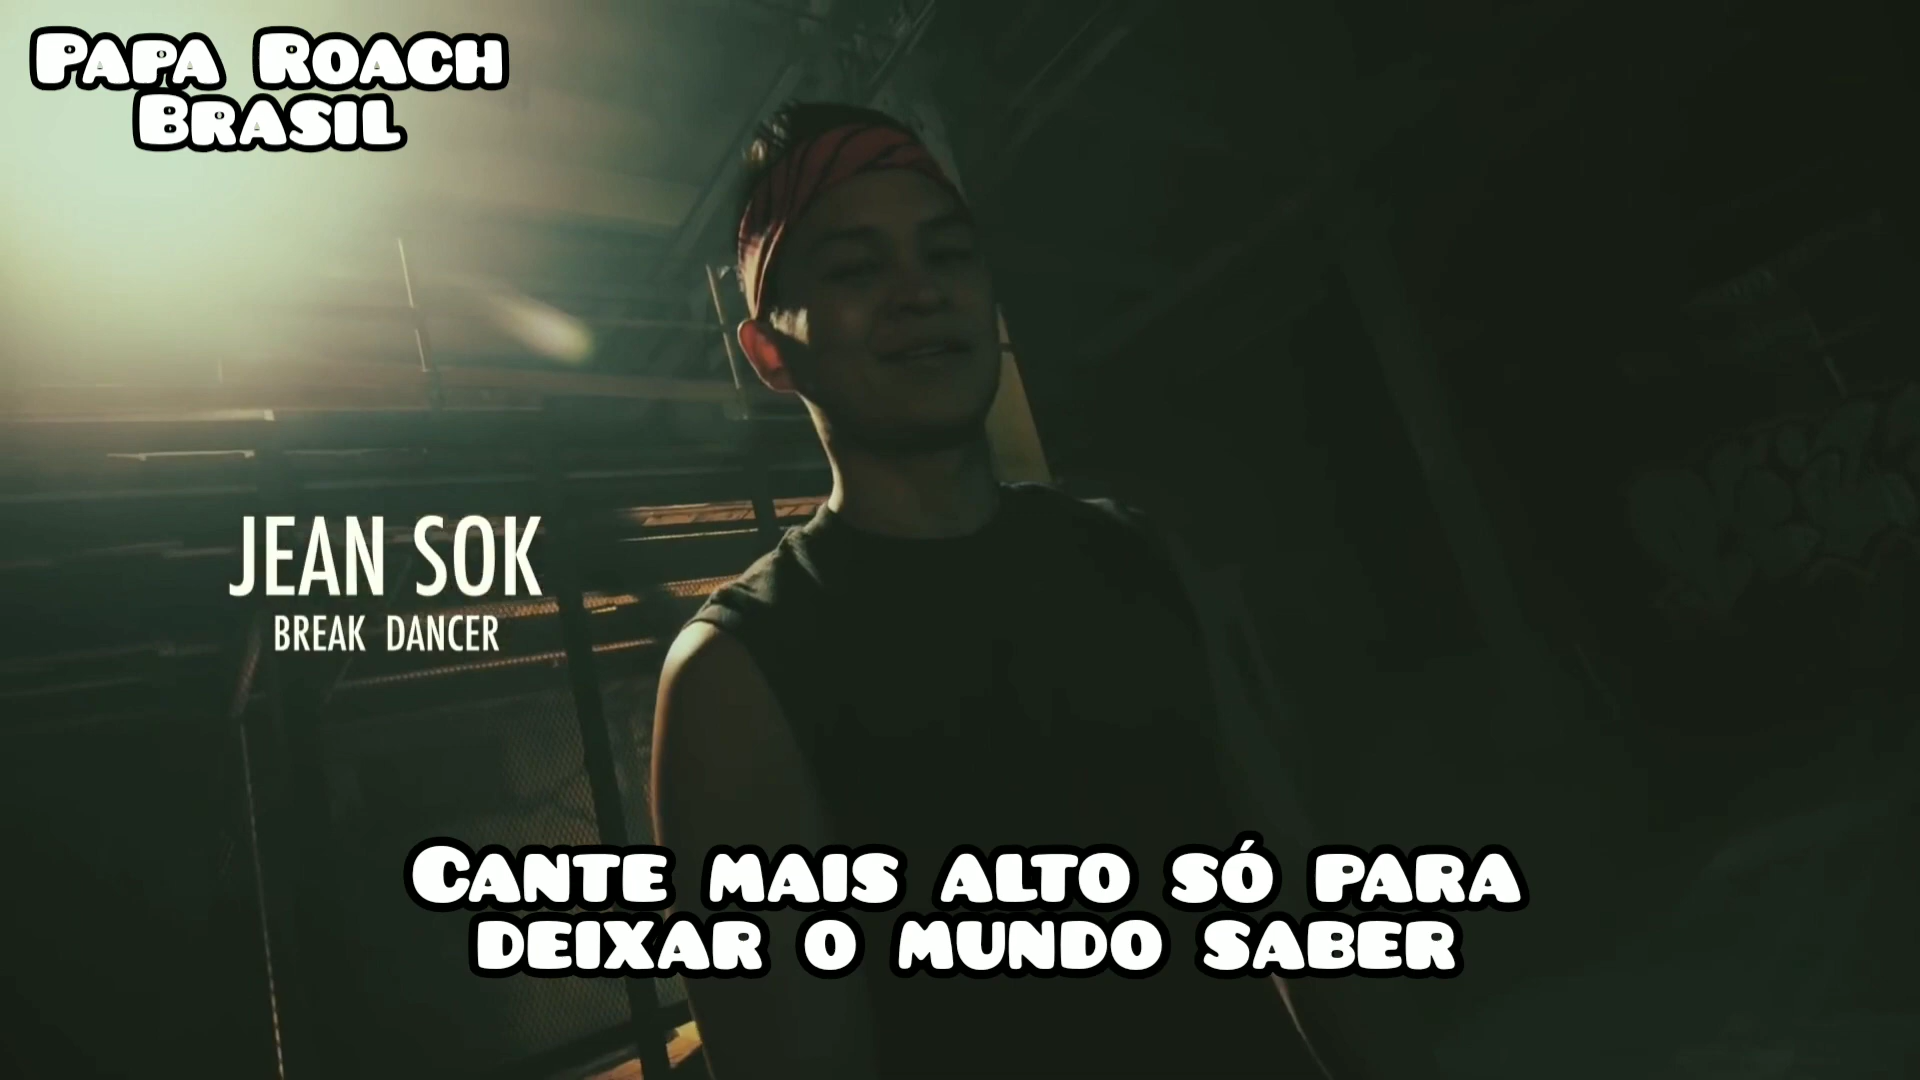 Papa Roach
Brasil
JEAN SOK
BREAK DANCER
Cante mais alto só para
deixar o mundo saber